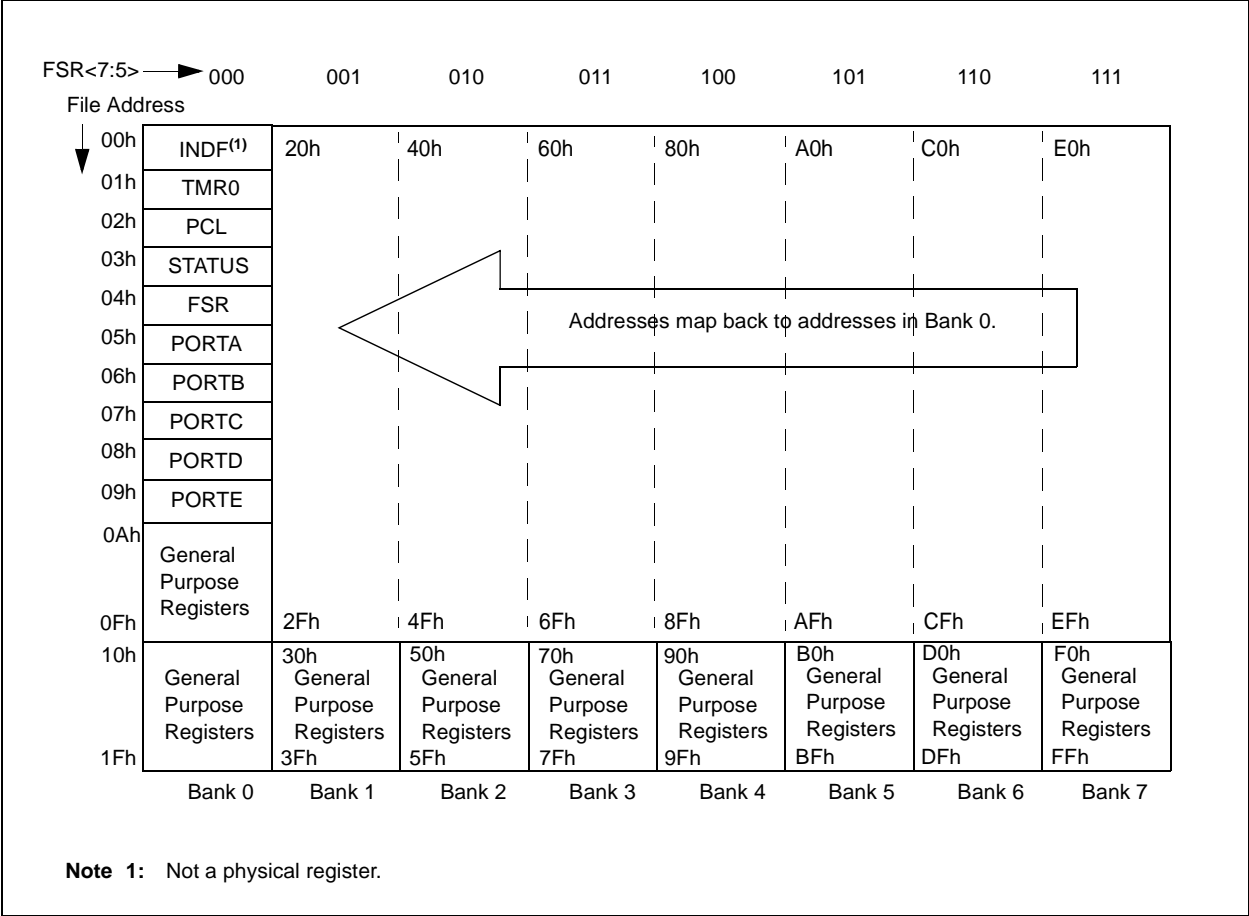 FSR<7:5> 000 001 010 011 100 101 110 111
File Address
00h INDF(1) 20h 40h 60h 80h A0h C0h E0h
01h TMR0
02h PCL
03h STATUS
04h FSR
Addresses map back to addresses in Bank 0.
05h PORTA
06h PORTB
07h PORTC
08h PORTD
09h PORTE
0Ah
General
Purpose
Registers
0Fh 2Fh 4Fh 6Fh 8Fh AFh CFh EFh
10h 30h 50h 70h 90h B0h D0h F0h
General General General General General General General General
Purpose Purpose Purpose Purpose Purpose Purpose Purpose Purpose
Registers Registers Registers Registers Registers Registers Registers Registers
1Fh 3Fh 5Fh 7Fh 9Fh BFh DFh FFh
Bank 0 Bank 1 Bank 2 Bank 3 Bank 4 Bank 5 Bank 6 Bank 7
Note 1: Not a physical register.